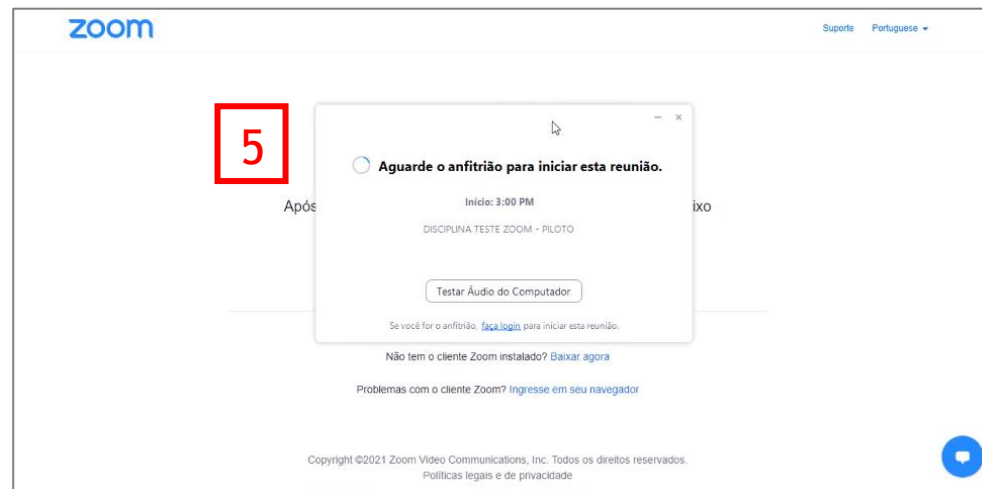 zoom
Suporte Portuguese
5
Aguarde o anfitrião para iniciar esta reunião.
Após ixo
Início: 3:00 PM
DISCIPLINA TESTE ZOOM - PILOTO
Testar Áudio do Computador
Se você for o anfitrião, faça login para iniciar esta reunião.
Não tem o cliente Zoom instalado? Baixar agora
Problemas com o cliente Zoom? Ingresse em seu navegador
Copyright ©2021 Zoom Video Communications, Inc. Todos os direitos reservados.
Políticas legais e de privacidade